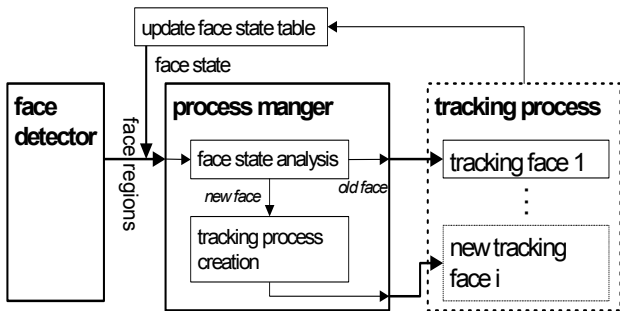 update face state table
face state
face
detector
face regions
process manger
face state analysis
new face
old face
tracking process
creation
tracking process
tracking face 1
new tracking
face i